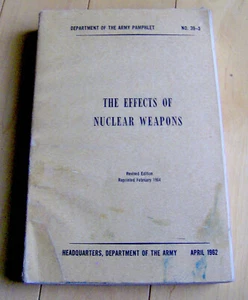 DEPARTMENT OF THE ARMY PAMPHLET NO. 39-3
THE EFFECTS OF
NUCLEAR WEAPONS
Revised Edition
Reprinted February 1964
HEADQUARTERS, DEPARTMENT OF THE ARMY APRIL 1962